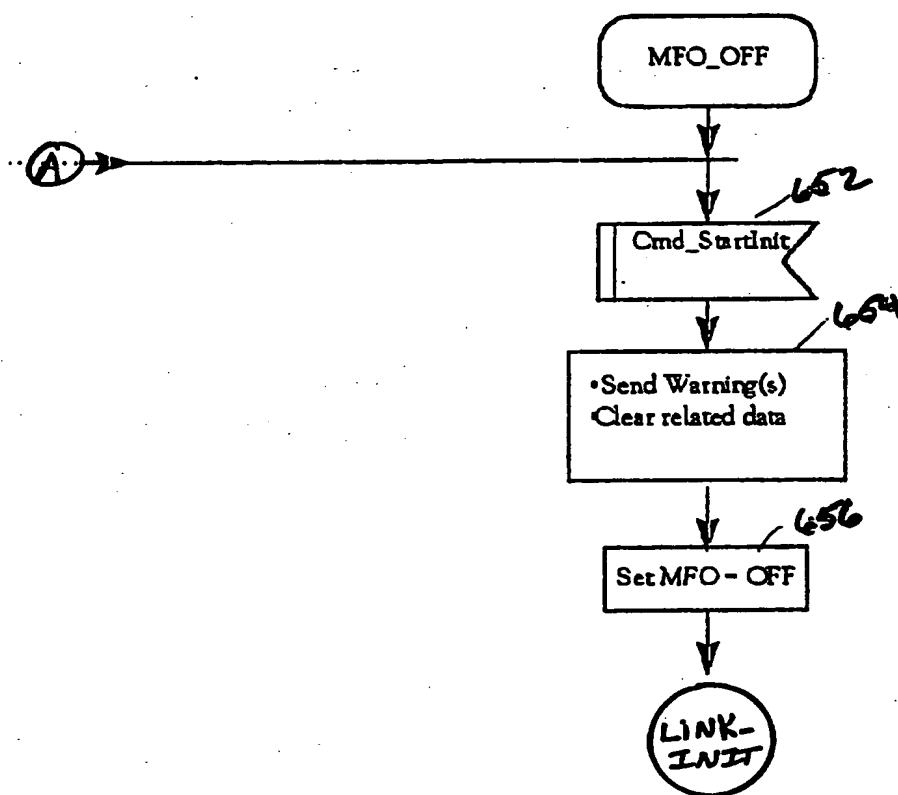 MFO_OFF
A
652
Cmd_StartInit
654
•Send Warning(s)
•Clear related data
656
Set MFO - OFF
LINK-
INIT